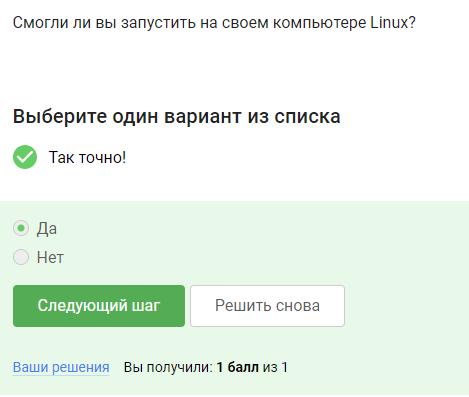 Смогли ли вы запустить на своем компьютере Linux?
Выберите один вариант из списка
Так точно!
Да
Нет
Следующий шаг Решить снова
Ваши решения Вы получили: 1 балл из 1